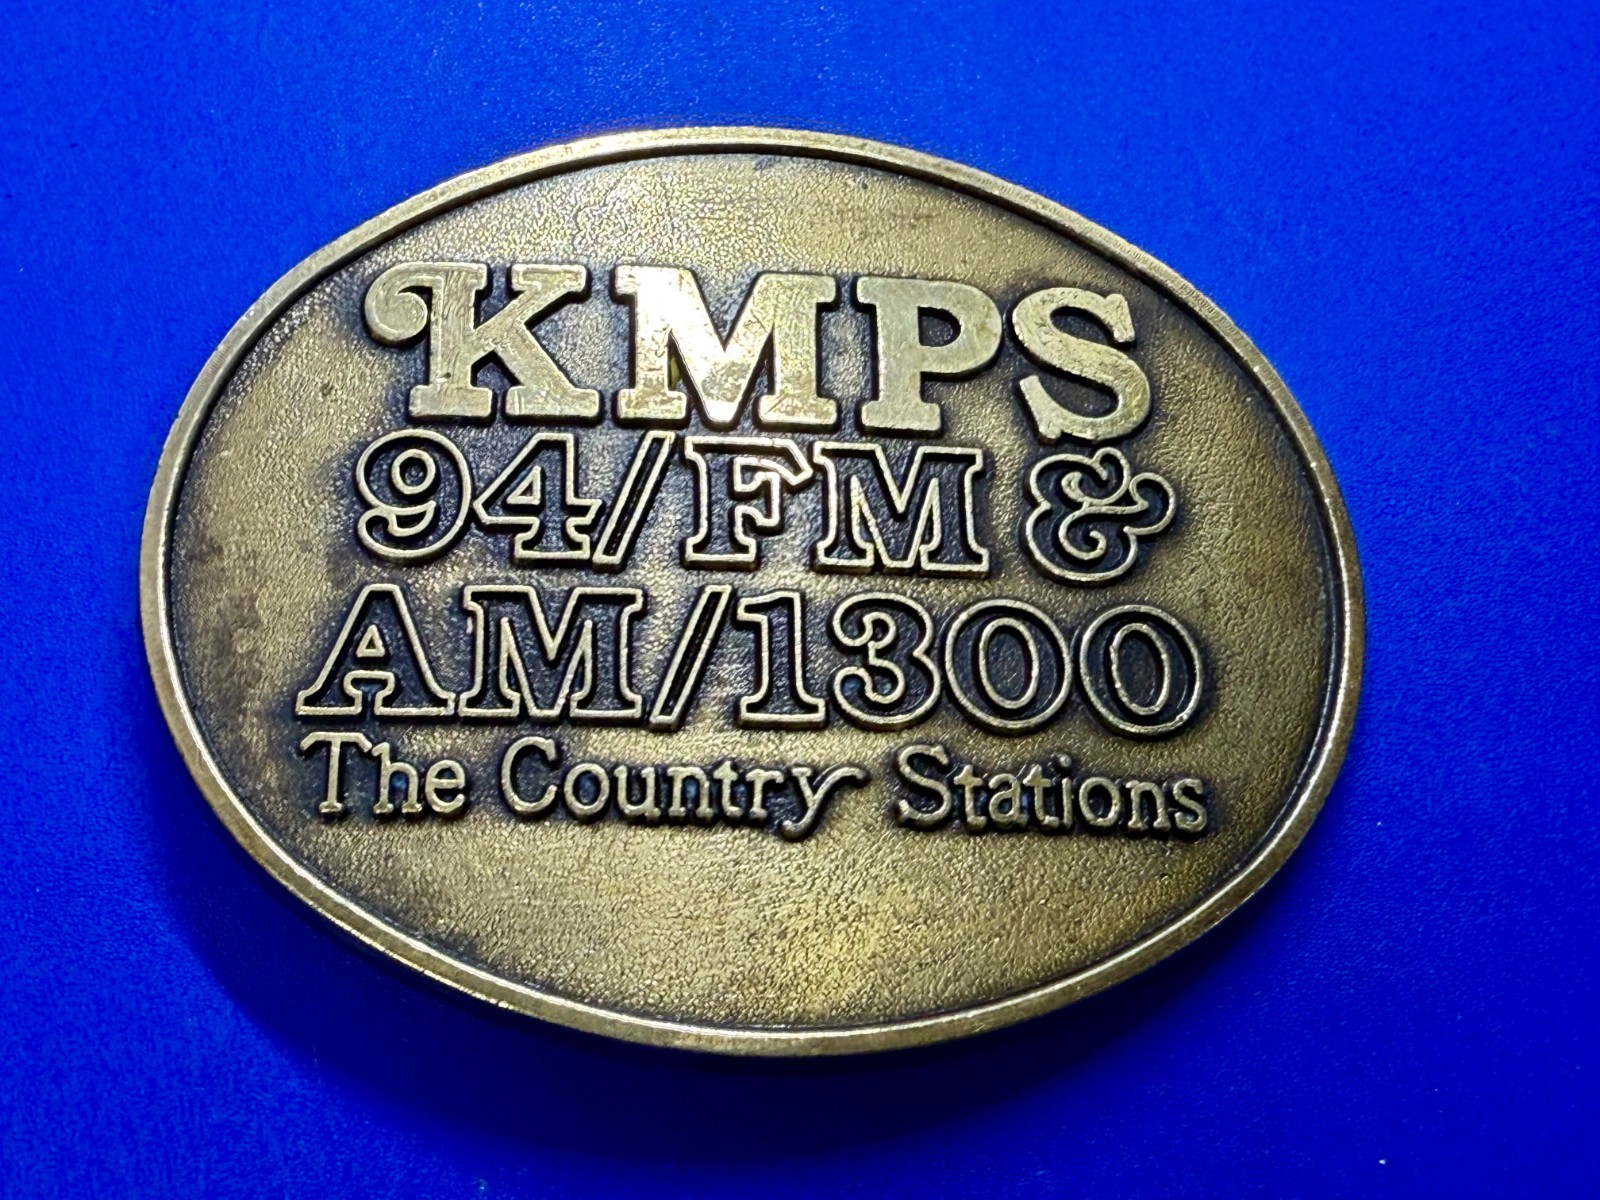 KMPS
94/FM &
AM/1300
The Country Stations